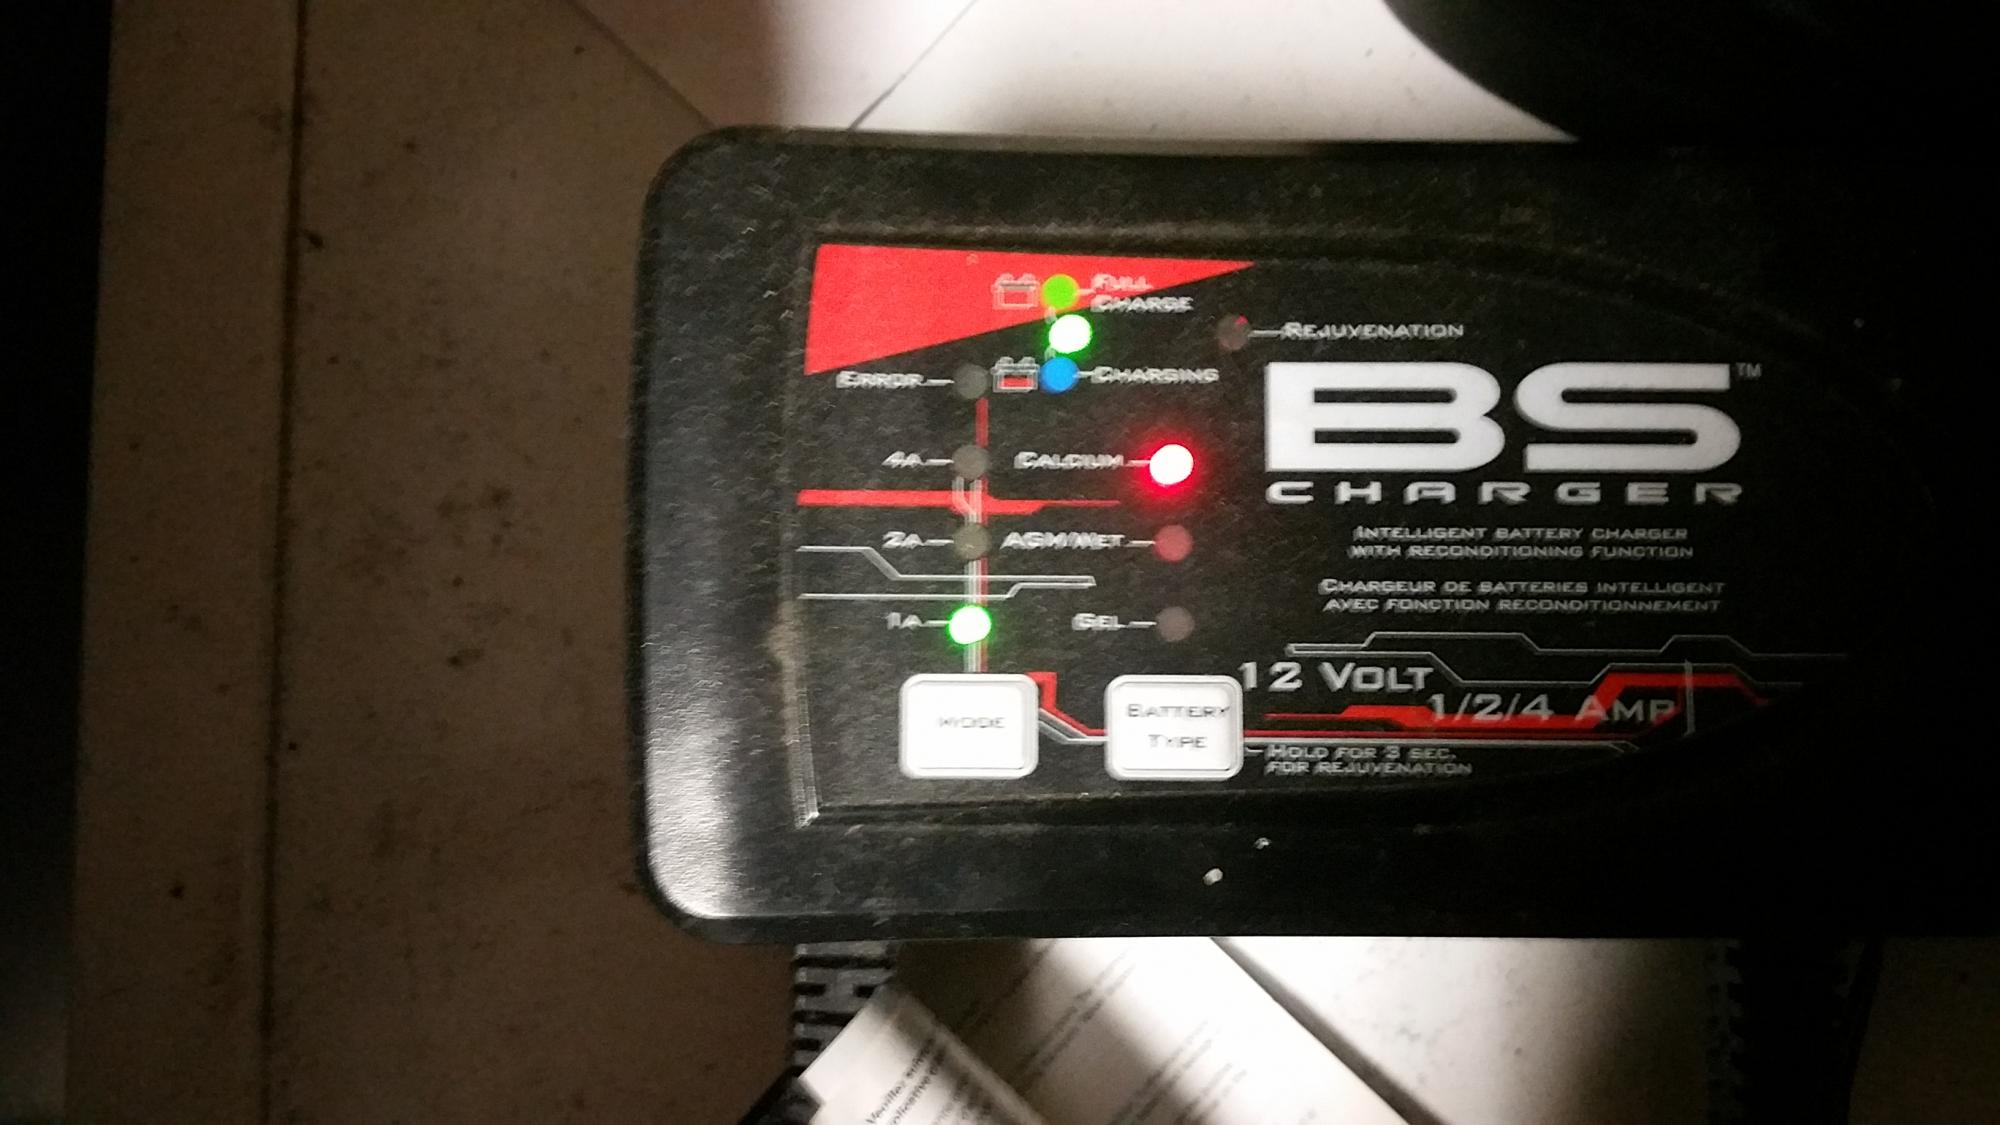 FULL
CHARGE
REJUVENATION
ERROR
CHARGING
BS™
CHARGER
4A
CALCIUM
2A
AGM/WET
1A
GEL
INTELLIGENT BATTERY CHARGER
WITH RECONDITIONING FUNCTION
CHARGEUR DE BATTERIES INTELLIGENT
AVEC FONCTION RECONDITIONNEMENT
12 VOLT
1/2/4 AMP
MODE
BATTERY
TYPE
HOLD FOR 3 SEC.
FOR REJUVENATION